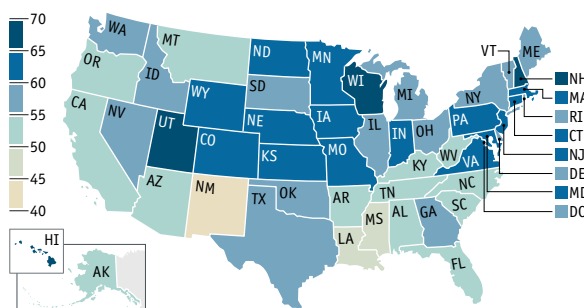 70
65
60
55
50
45
40
WA
OR
CA
NV
ID
MT
WY
UT
AZ
CO
NM
ND
SD
NE
KS
OK
TX
MN
IA
MO
AR
LA
WI
IL
MI
IN
OH
KY
TN
MS
AL
GA
FL
SC
NC
VA
WV
PA
NY
VT
ME
NH
MA
RI
CT
NJ
DE
MD
DC
HI
AK